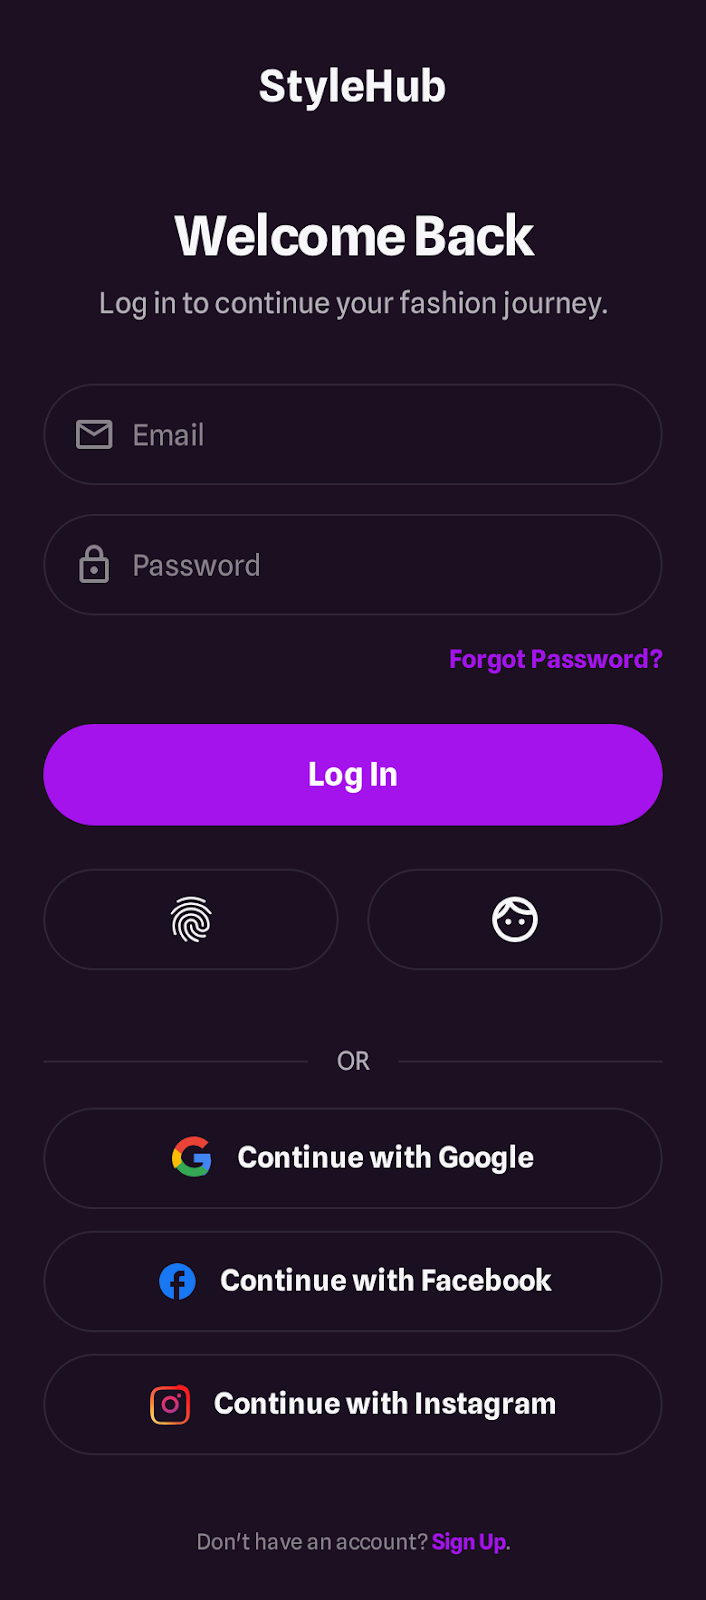 StyleHub
Welcome Back
Log in to continue your fashion journey.
Email
Password
Forgot Password?
Log In
OR
Continue with Google
Continue with Facebook
Continue with Instagram
Don't have an account? Sign Up.